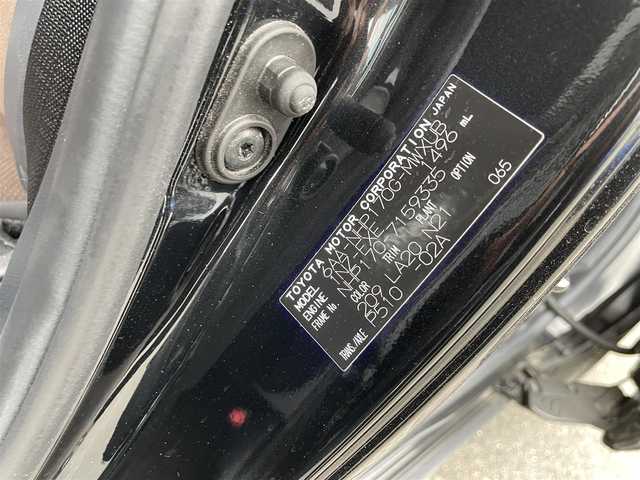 TOYOTA MOTOR CORPORATION JAPAN
MODEL 6AA-NHP170G-MWXUB
ENGINE 1NZ-FXE 1496 mL
FRAME No. NHP170-7159335
COLOR TRIM PLANT OPTION
209 LA20 N21 065
TRANS./AXLE P510 -02A